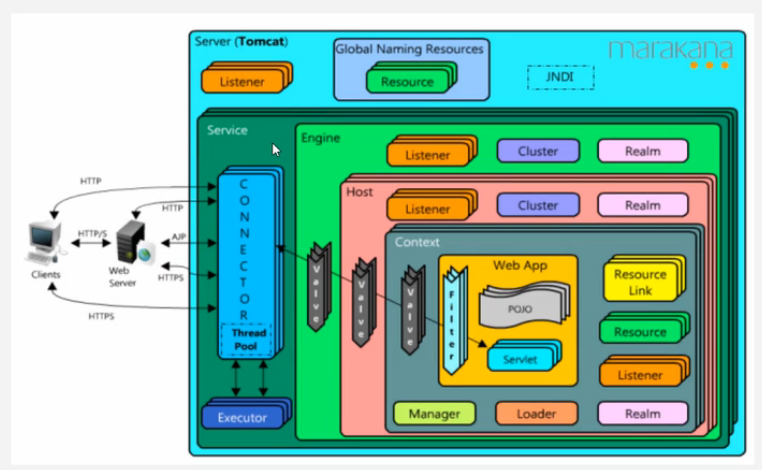 Server (Tomcat)
Global Naming Resources
marakana
Listener
Resource
JNDI
Service
Engine
Listener
Cluster
Realm
Host
Listener
Cluster
Realm
Context
Web App
Resource
Link
POJO
Resource
Servlet
Listener
Manager
Loader
Realm
CONNECTOR
Thread
Pool
Executor
Valve
Valve
Valve
Filter
HTTP
HTTP
HTTP/S
AJP
Clients
Web
Server
HTTPS
HTTPS